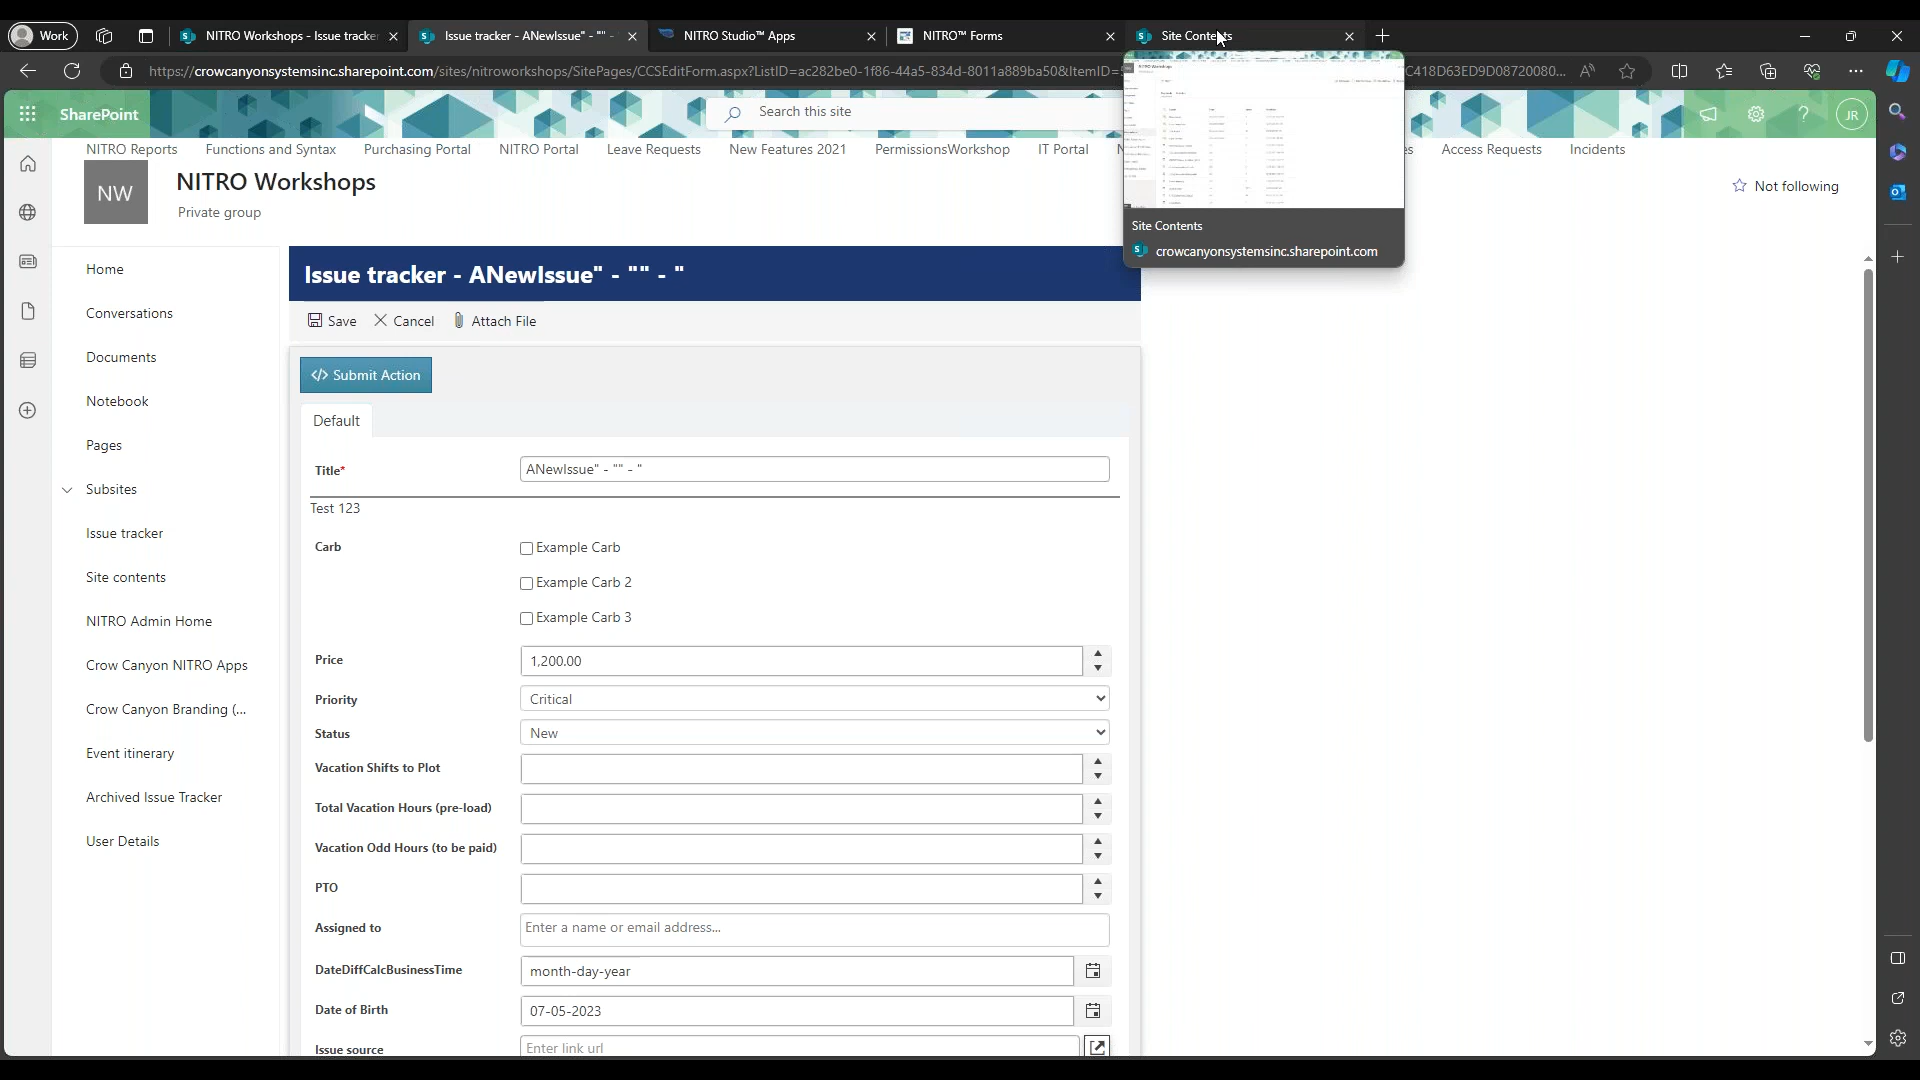 Work
NITRO Workshops - Issue tracke
Issue tracker - ANewIssue" - "" -
NITRO Studio™ Apps
NITRO™ Forms
Site Contents
https://crowcanyonsystemsinc.sharepoint.com/sites/nitroworkshops/SitePages/CCSEditForm.aspx?ListID=ac282be0-1f86-44a5-834d-8011a889ba50&ItemID=
C418D63ED9D08720080...
SharePoint
Search this site
JR
NITRO Reports
Functions and Syntax
Purchasing Portal
NITRO Portal
Leave Requests
New Features 2021
PermissionsWorkshop
IT Portal
Access Requests
Incidents
NW
NITRO Workshops
Private group
Not following
Site Contents
crowcanyonsystemsinc.sharepoint.com
Home
Conversations
Documents
Notebook
Pages
Subsites
Issue tracker
Site contents
NITRO Admin Home
Crow Canyon NITRO Apps
Crow Canyon Branding (...
Event itinerary
Archived Issue Tracker
User Details
Issue tracker - ANewIssue" - "" - "
Save
Cancel
Attach File
</> Submit Action
Default
Title*
ANewIssue" - "" - "
Test 123
Carb
Example Carb
Example Carb 2
Example Carb 3
Price
1,200.00
Priority
Critical
Status
New
Vacation Shifts to Plot
Total Vacation Hours (pre-load)
Vacation Odd Hours (to be paid)
PTO
Assigned to
Enter a name or email address...
DateDiffCalcBusinessTime
month-day-year
Date of Birth
07-05-2023
Issue source
Enter link url